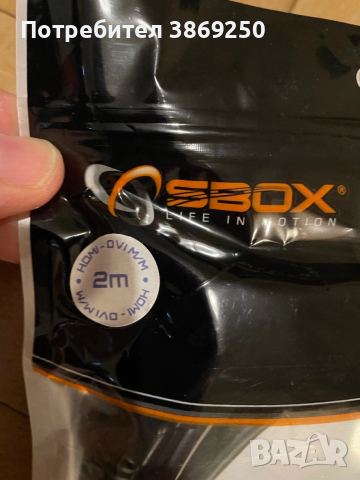 Потребител 3869250
SBOX®
LIFE IN MOTION
HDMI-DVI M/M • HDMI-DVI M/M •
2m
BAZAR